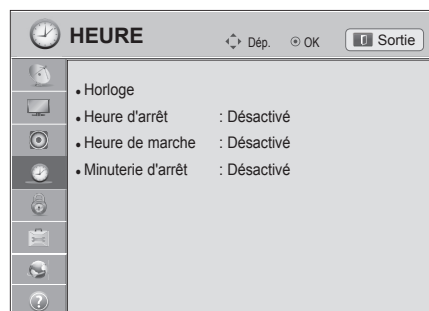 HEURE Dép. OK Sortie
• Horloge
• Heure d'arrêt : Désactivé
• Heure de marche : Désactivé
• Minuterie d'arrêt : Désactivé
?